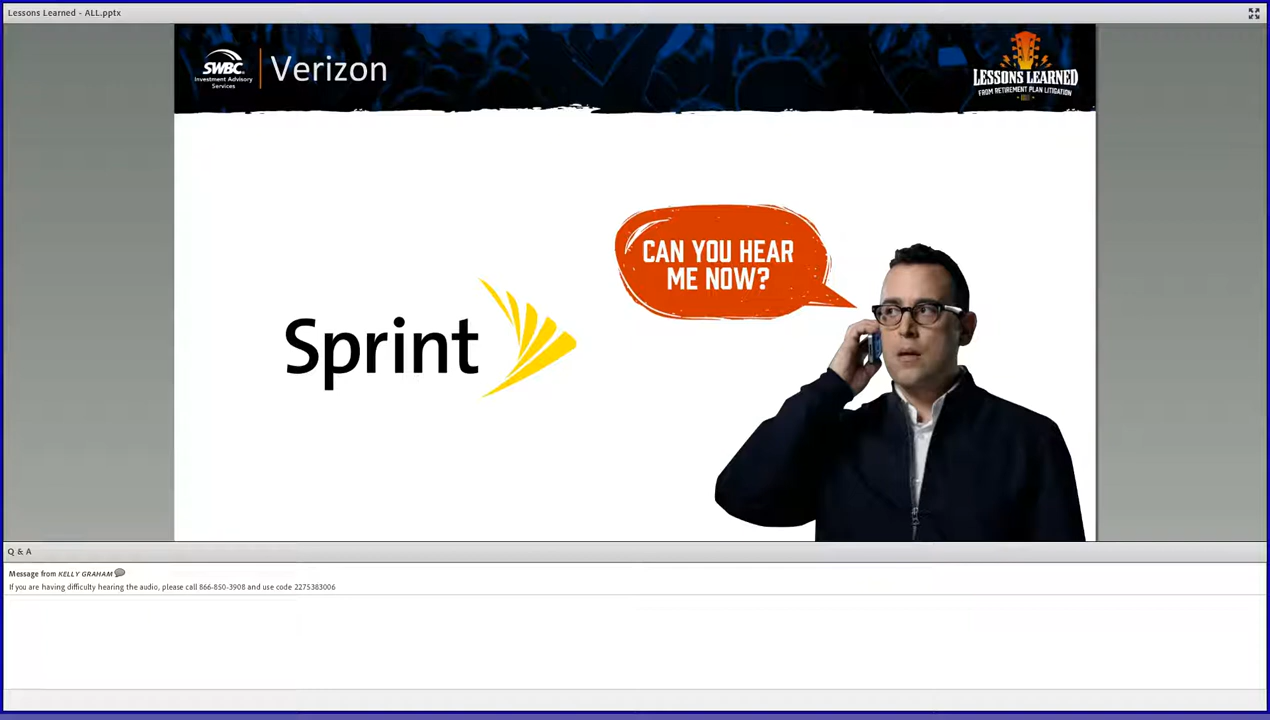 Lessons Learned - ALL.pptx
SWBC
Investment Advisory
Services
Verizon
LESSONS LEARNED
FROM RETIREMENT PLAN LITIGATION
CAN YOU HEAR
ME NOW?
Sprint
Q & A
Message from KELLY GRAHAM
If you are having difficulty hearing the audio, please call 866-850-3908 and use code 2275383006